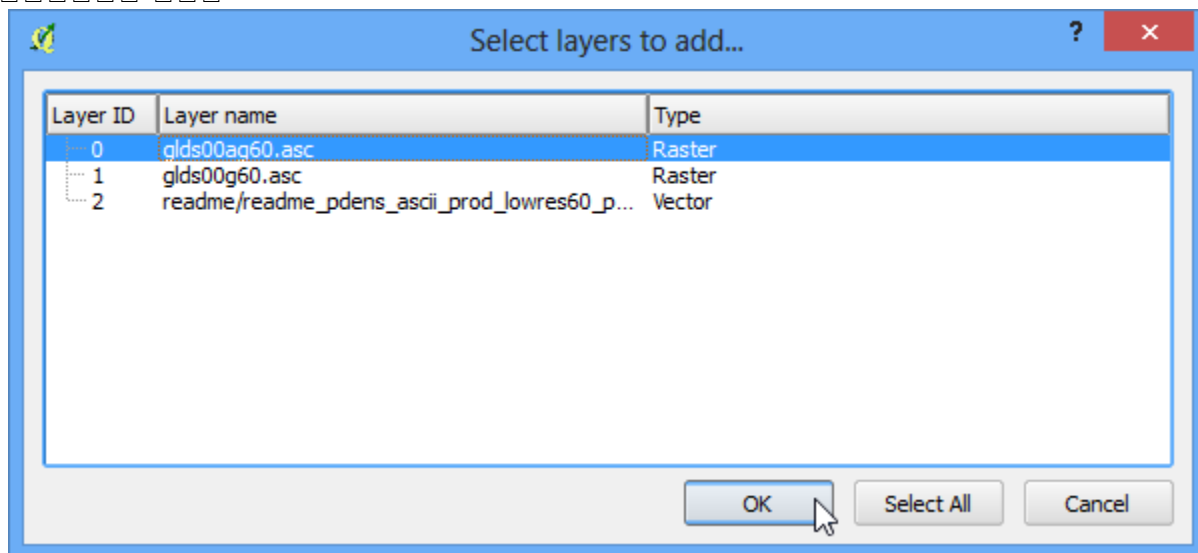 Select layers to add...
?
Layer ID Layer name Type
0 glds00ag60.asc Raster
1 glds00g60.asc Raster
2 readme/readme_pdens_ascii_prod_lowres60_p... Vector
OK Select All Cancel